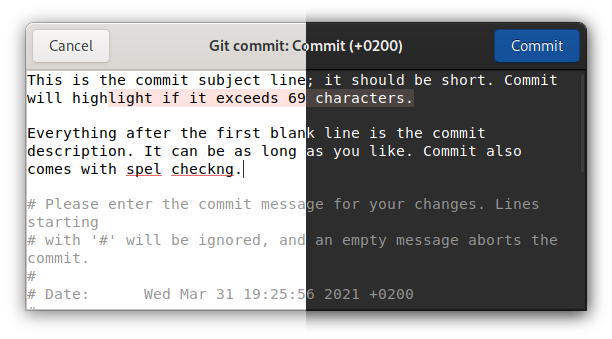 Cancel Git commit: Commit (+0200) Commit
This is the commit subject line; it should be short. Commit
will highlight if it exceeds 69 characters.
Everything after the first blank line is the commit
description. It can be as long as you like. Commit also
comes with spel checkng.
# Please enter the commit message for your changes. Lines
starting
# with '#' will be ignored, and an empty message aborts the
commit.
#
# Date: Wed Mar 31 19:25:56 2021 +0200